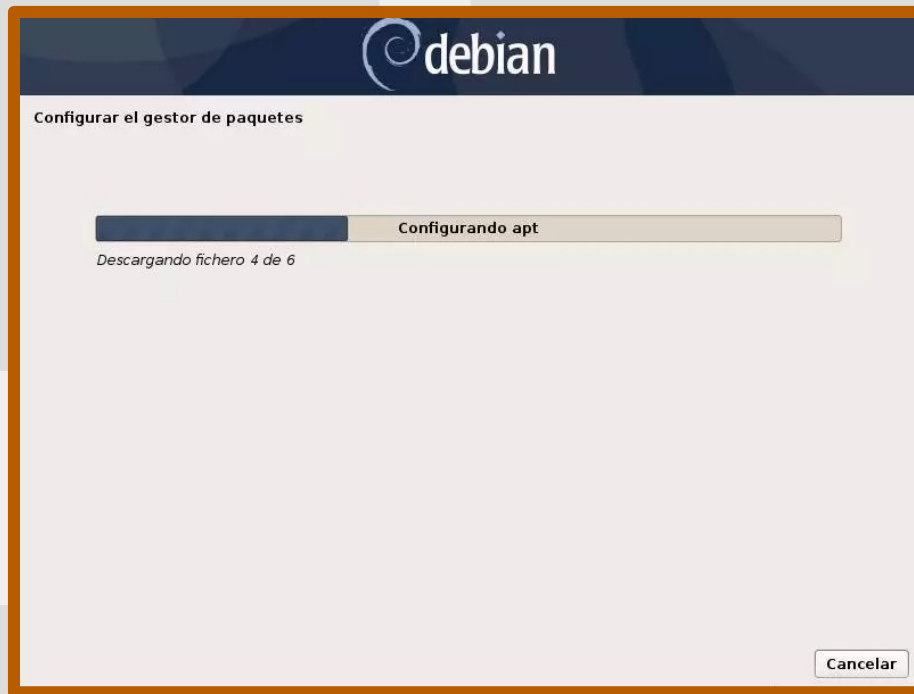 debian
Configurar el gestor de paquetes
Configurando apt
Descargando fichero 4 de 6
Cancelar